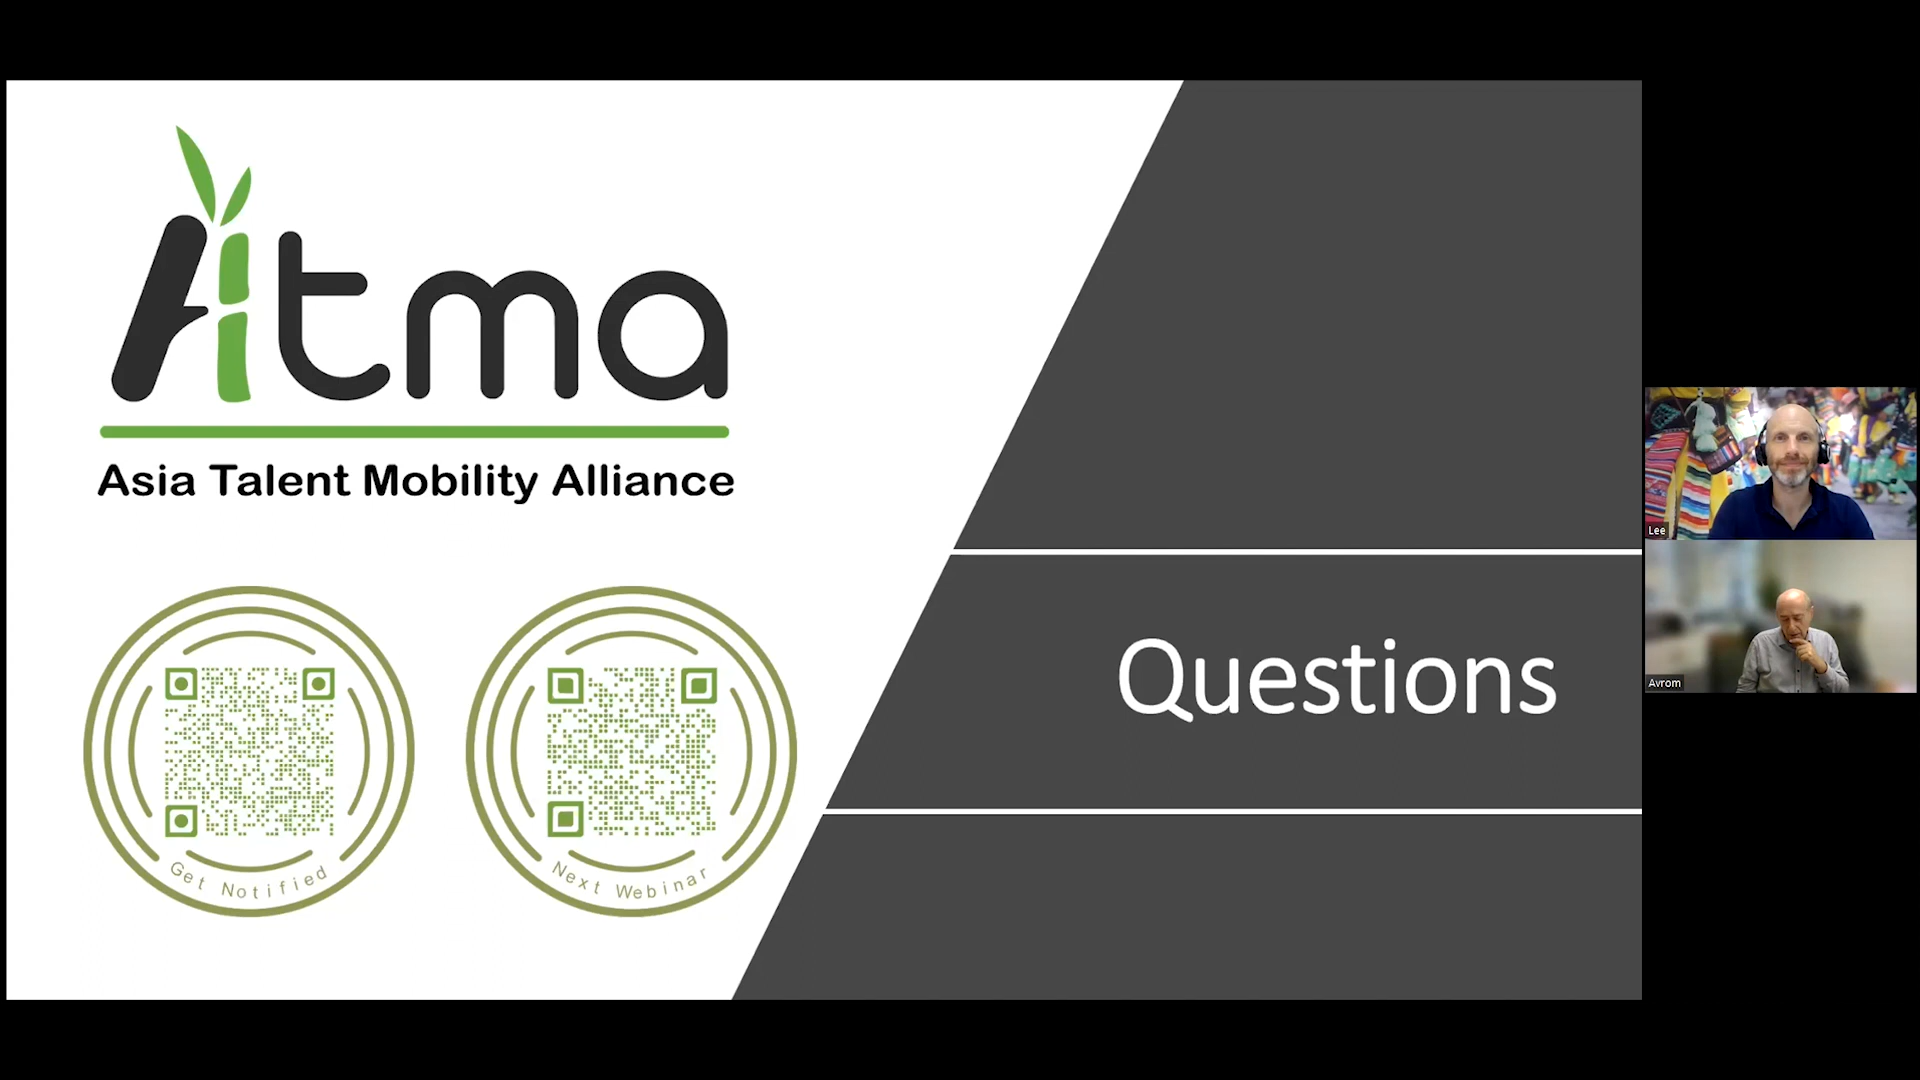 Atma
Asia Talent Mobility Alliance
Get Notified
Next Webinar
Questions
Lee
Avrom